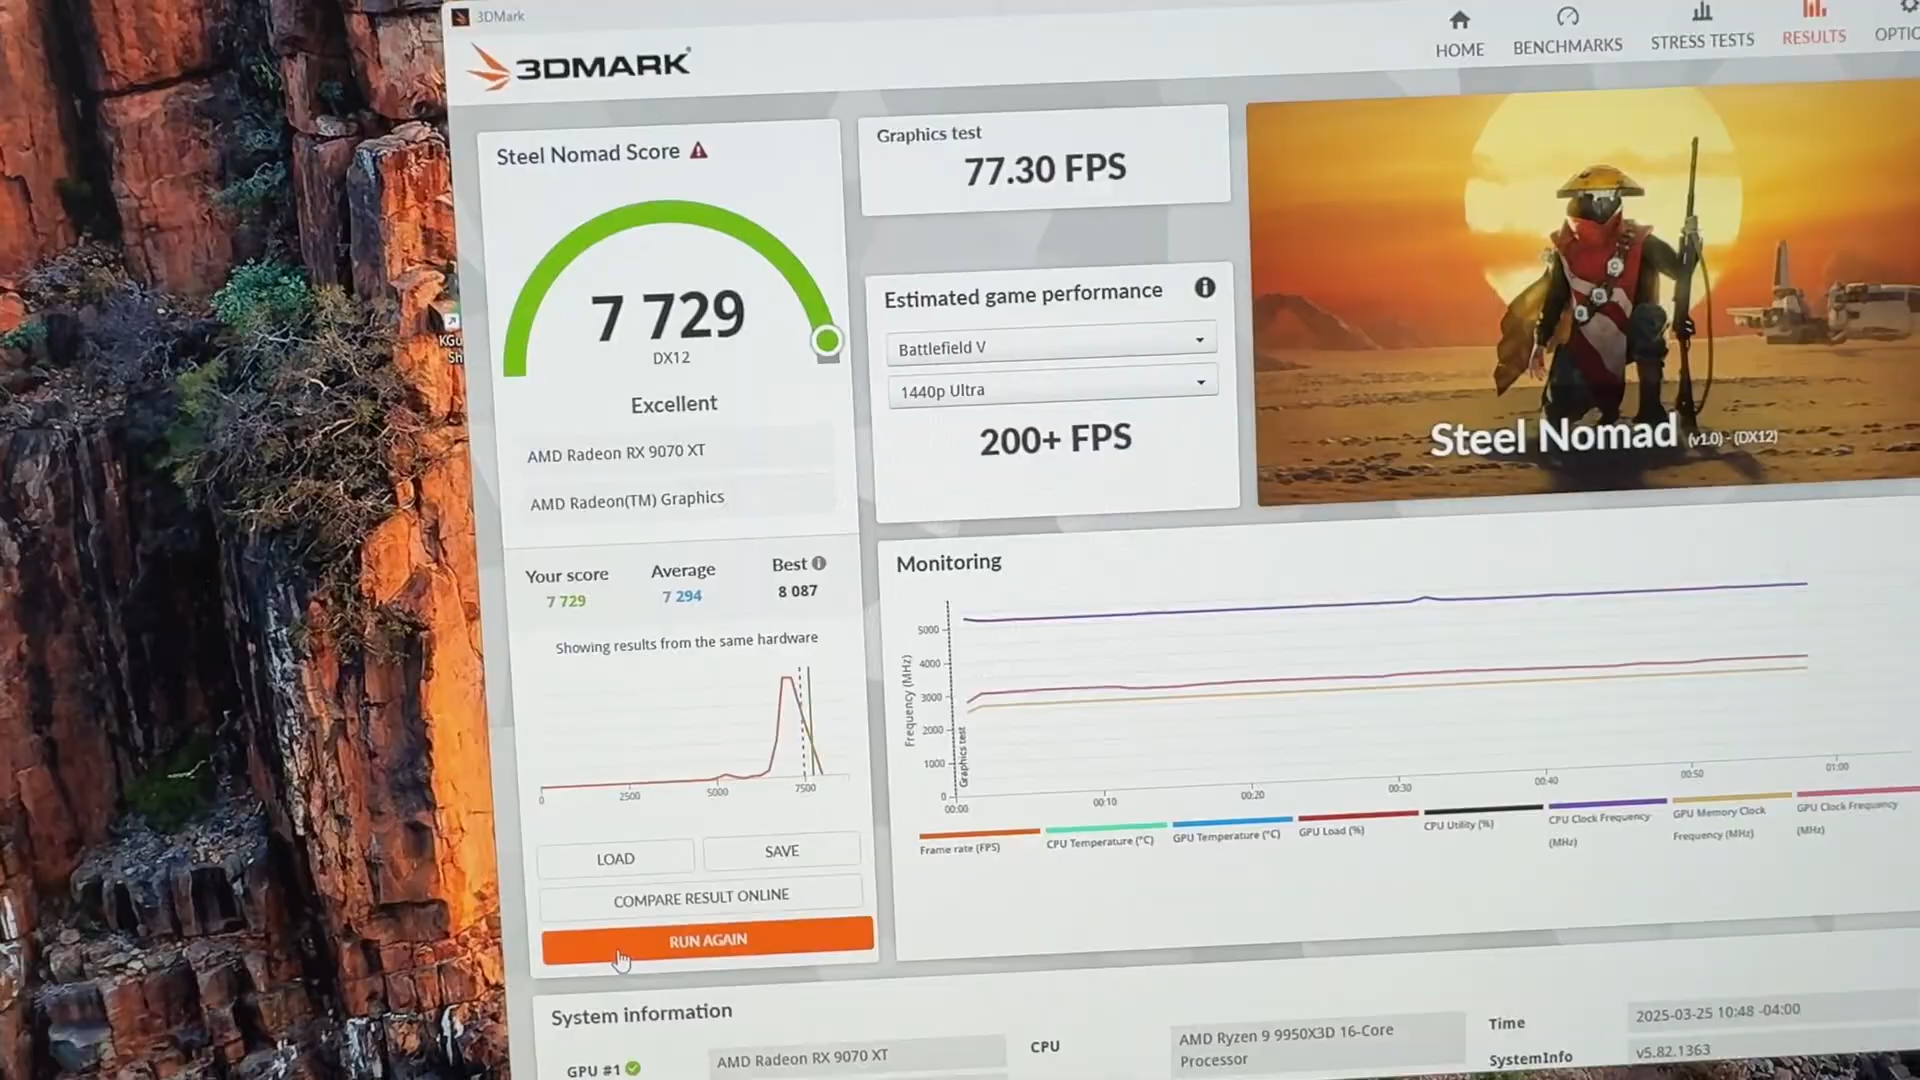 3DMark
3DMARK
HOME
BENCHMARKS
STRESS TESTS
RESULTS
OPTIO
Steel Nomad Score
7 729
DX12
Excellent
AMD Radeon RX 9070 XT
AMD Radeon(TM) Graphics
Your score
Average
Best
7 729
7 294
8 087
Showing results from the same hardware
0
2500
5000
7500
LOAD
SAVE
COMPARE RESULT ONLINE
RUN AGAIN
Graphics test
77.30 FPS
Estimated game performance
Battlefield V
1440p Ultra
200+ FPS
Steel Nomad (v1.0) - (DX12)
Monitoring
Frequency (MHz)
5000
4000
3000
2000
1000
0
Graphics test
00:00
00:10
00:20
00:30
00:40
00:50
01:00
Frame rate (FPS)
CPU Temperature (°C)
GPU Temperature (°C)
GPU Load (%)
CPU Utility (%)
CPU Clock Frequency
(MHz)
GPU Memory Clock
Frequency (MHz)
GPU Clock Frequency
(MHz)
System information
GPU #1
AMD Radeon RX 9070 XT
CPU
AMD Ryzen 9 9950X3D 16-Core
Processor
Time
2025-03-25 10:48 -04:00
SystemInfo
v5.82.1363
KGu
Sh